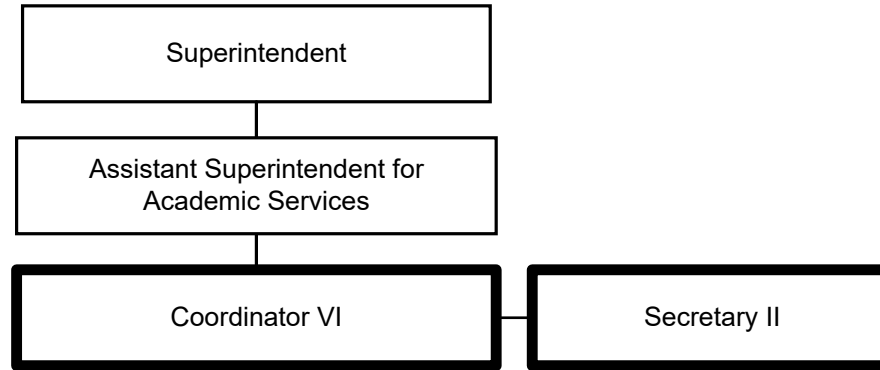 Superintendent
Assistant Superintendent for
Academic Services
Coordinator VI
Secretary II